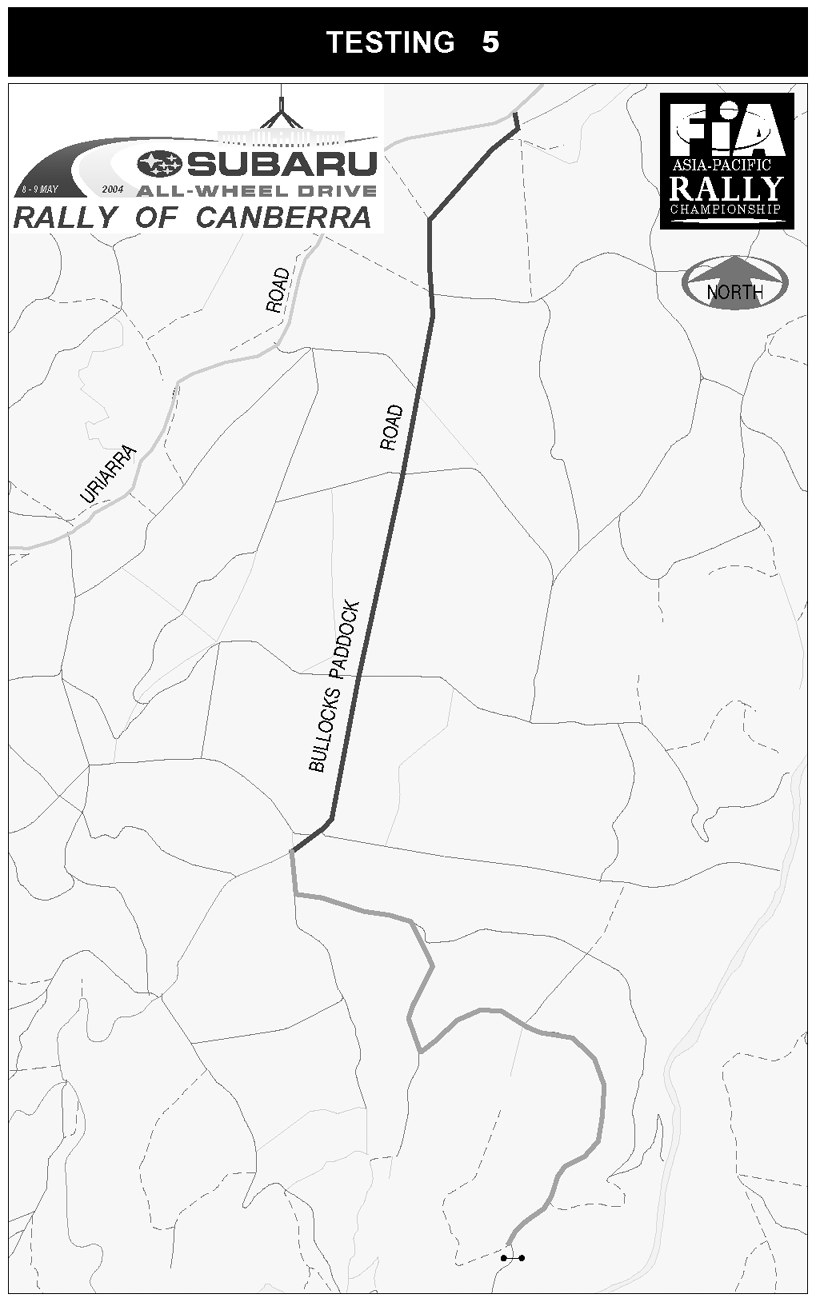 TESTING 5
SUBARU
8 - 9 MAY 2004 ALL-WHEEL DRIVE
RALLY OF CANBERRA
FiA
ASIA-PACIFIC
RALLY
CHAMPIONSHIP
NORTH
ROAD
URIARRA
ROAD
BULLOCKS PADDOCK